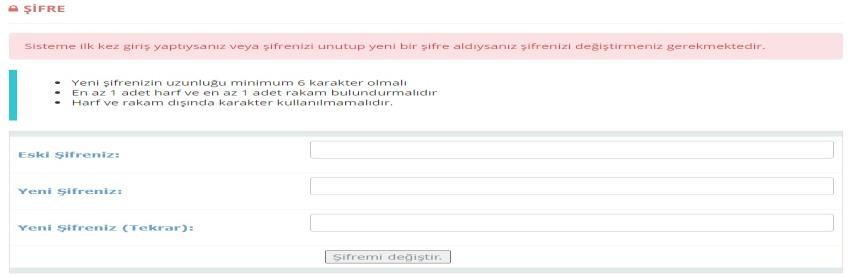 ŞİFRE
Sisteme ilk kez giriş yaptıysanız veya şifrenizi unutup yeni bir şifre aldıysanız şifrenizi değiştirmeniz gerekmektedir.
• Yeni şifrenizin uzunluğu minimum 6 karakter olmalı
• En az 1 adet harf ve en az 1 adet rakam bulundurmalıdır
• Harf ve rakam dışında karakter kullanılmamalıdır.
Eski Şifreniz:
Yeni Şifreniz:
Yeni Şifreniz (Tekrar):
Şifremi değiştir.